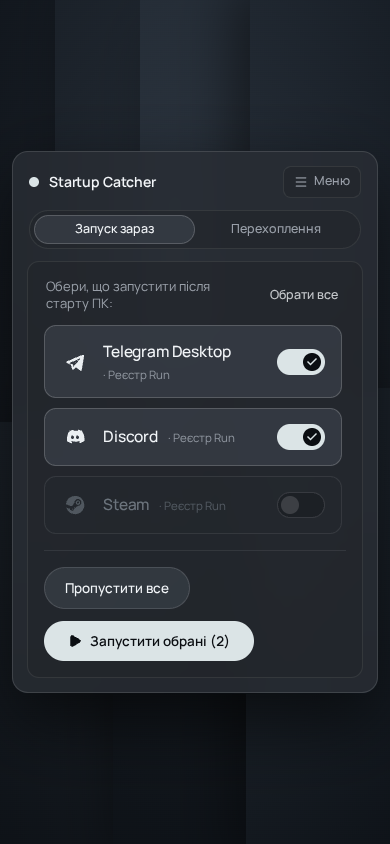 Startup Catcher
Меню
Запуск зараз
Перехоплення
Обери, що запустити після
старту ПК:
Обрати все
Telegram Desktop
· Реєстр Run
Discord · Реєстр Run
Steam · Реєстр Run
Пропустити все
Запустити обрані (2)